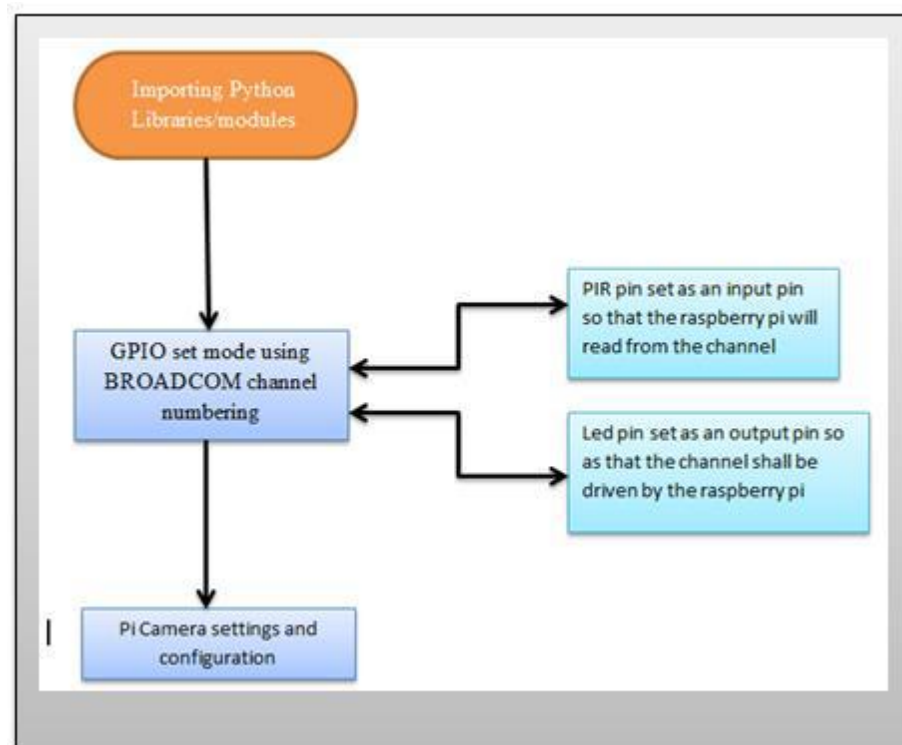 Importing Python
Libraries/modules
GPIO set mode using
BROADCOM channel
numbering
PIR pin set as an input pin
so that the raspberry pi will
read from the channel
Led pin set as an output pin so
as that the channel shall be
driven by the raspberry pi
Pi Camera settings and
configuration